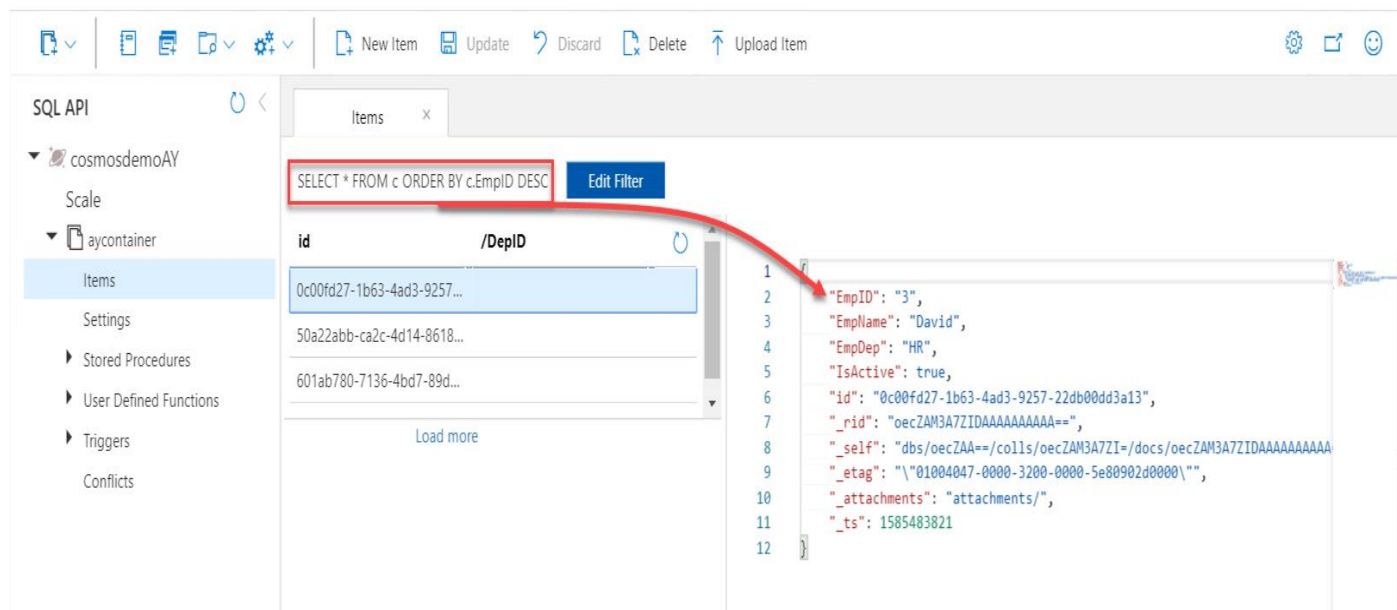 New Item Update Discard Delete Upload Item
SQL API
cosmosdemoAY
Scale
aycontainer
Items
Settings
Stored Procedures
User Defined Functions
Triggers
Conflicts
Items ×
SELECT * FROM c ORDER BY c.EmpID DESC Edit Filter
id /DepID
0c00fd27-1b63-4ad3-9257...
50a22abb-ca2c-4d14-8618...
601ab780-7136-4bd7-89d...
Load more
1 {
2 "EmpID": "3",
3 "EmpName": "David",
4 "EmpDep": "HR",
5 "IsActive": true,
6 "id": "0c00fd27-1b63-4ad3-9257-22db00dd3a13",
7 "_rid": "oecZAM3A7ZIDAAAAAAAAAA==",
8 "_self": "dbs/oecZAA==/colls/oecZAM3A7ZI=/docs/oecZAM3A7ZIDAAAAAAAAAA=
9 "_etag": "\"01004047-0000-3200-0000-5e80902d0000\"",
10 "_attachments": "attachments/",
11 "_ts": 1585483821
12 }